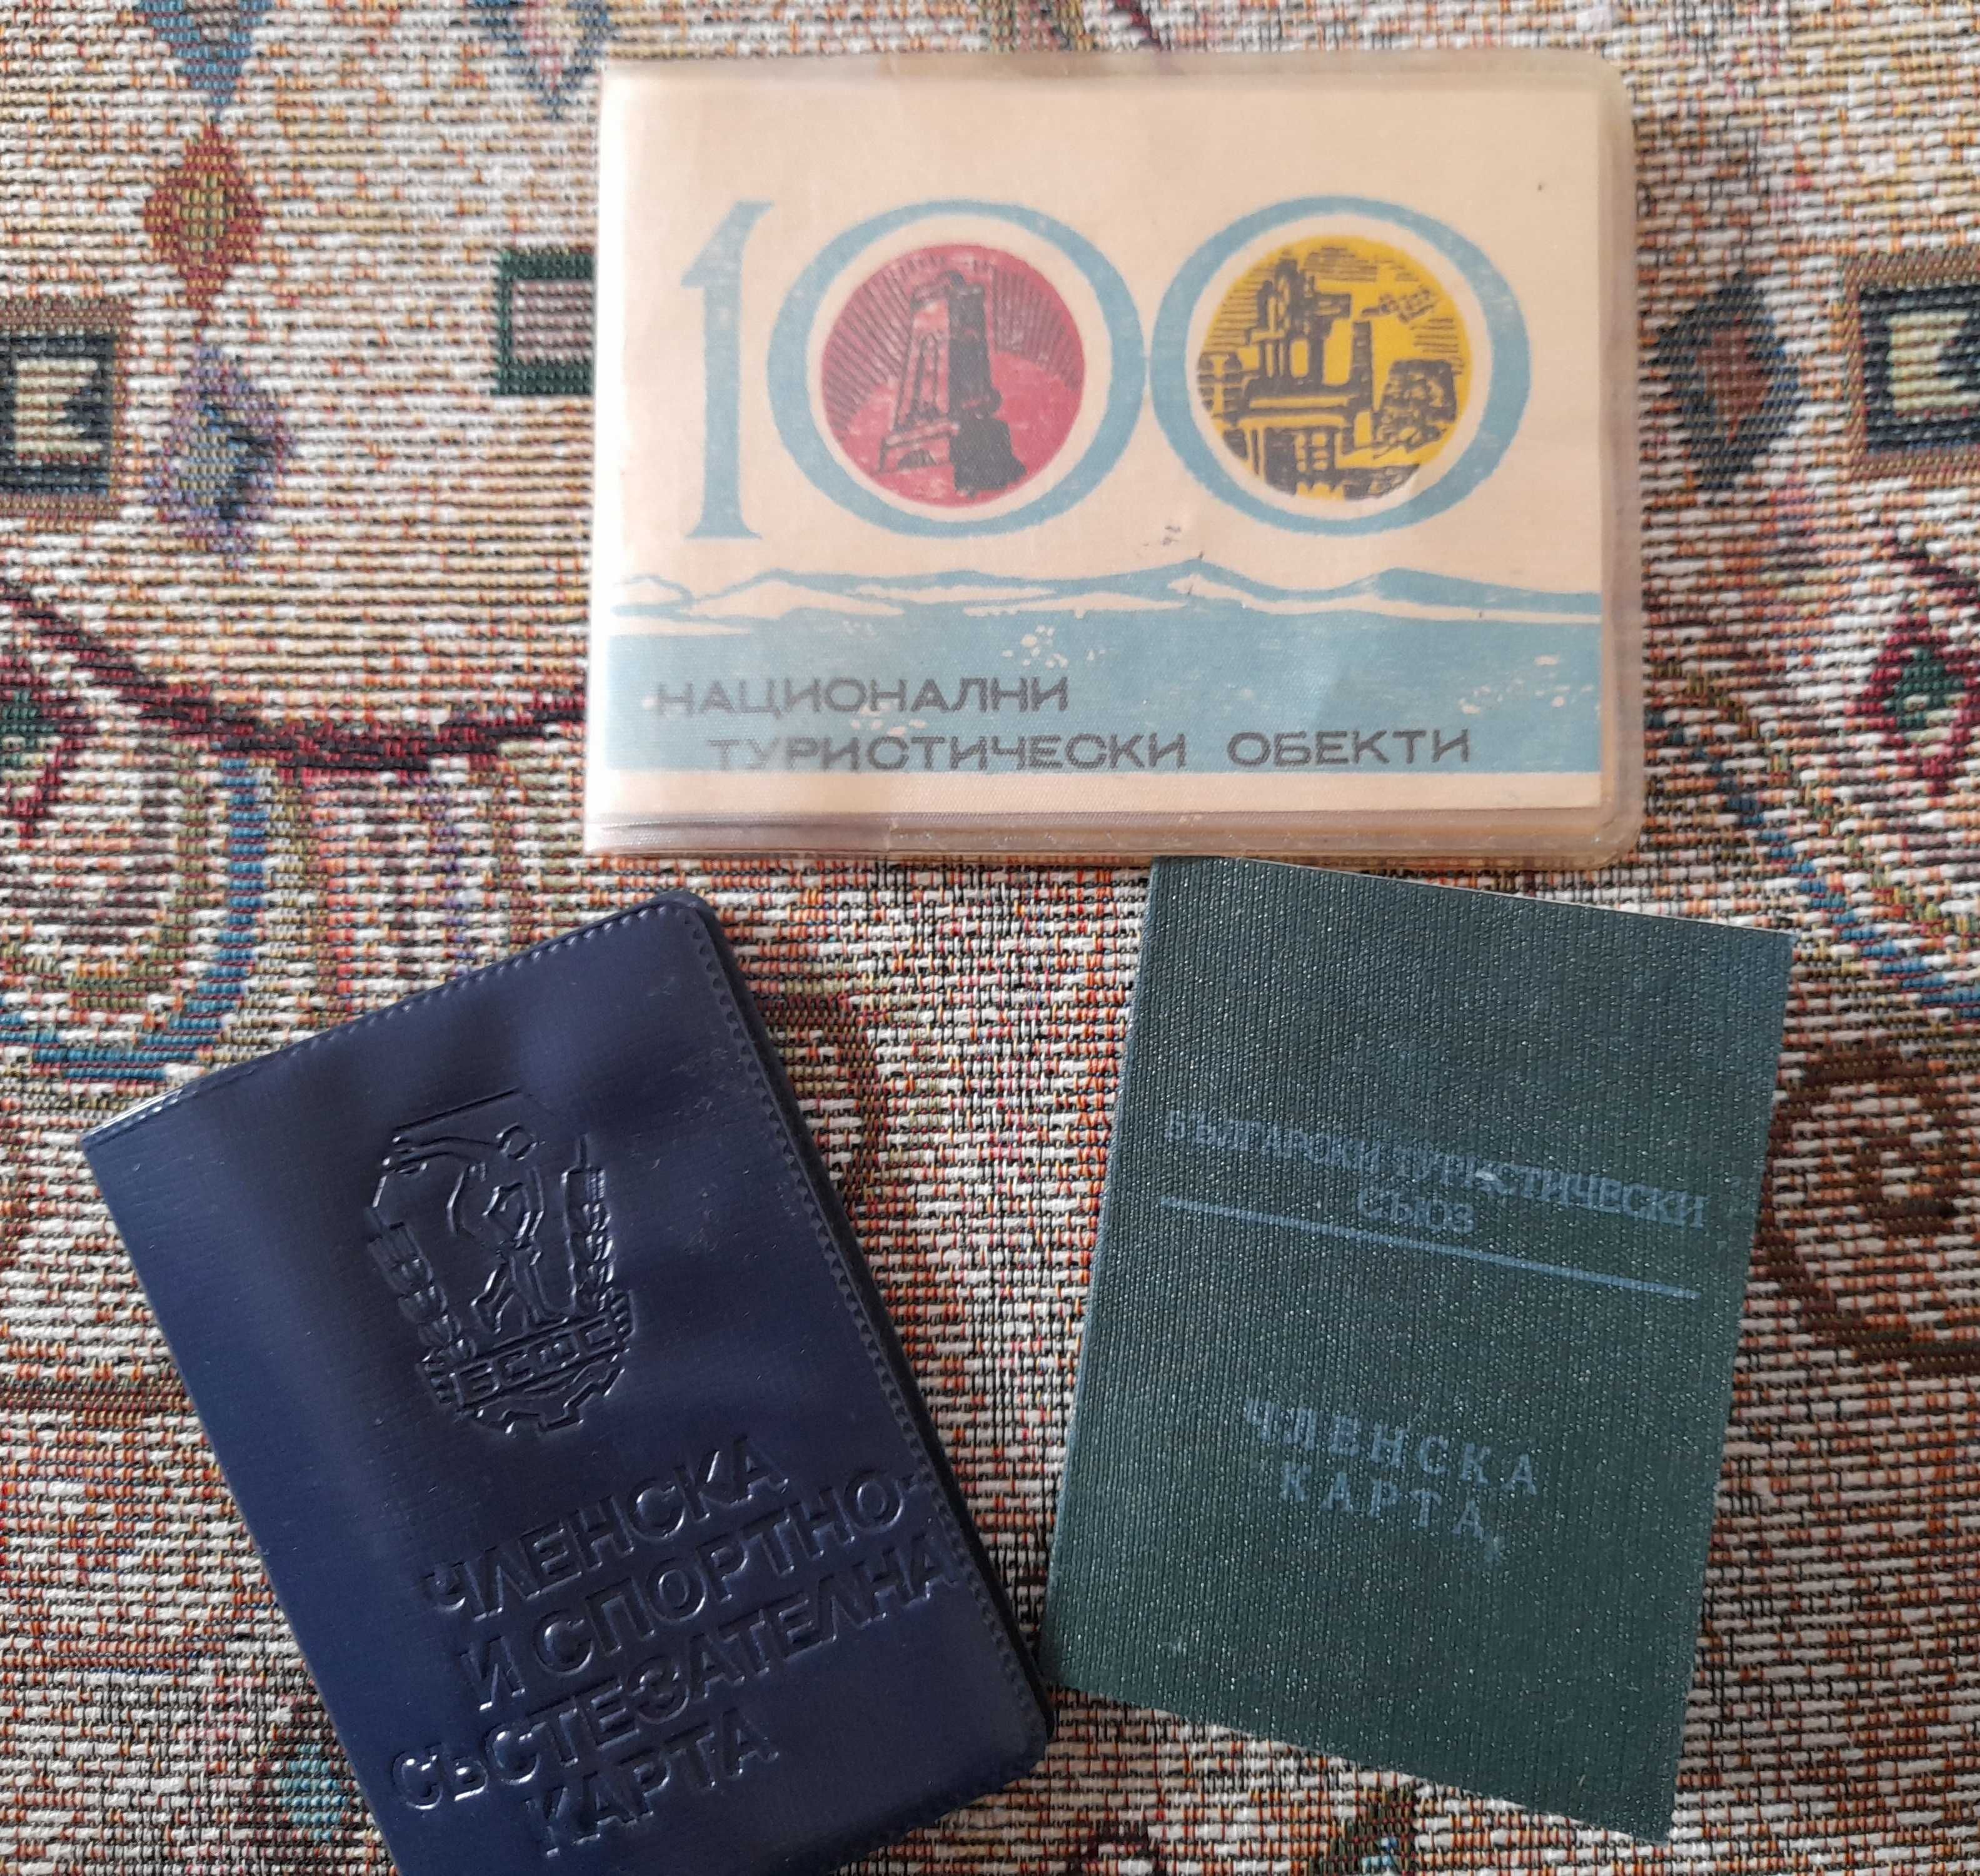 100
НАЦИОНАЛНИ
ТУРИСТИЧЕСКИ ОБЕКТИ
БСФС
ЧЛЕНСКА
И СПОРТНО-
СЪСТЕЗАТЕЛНА
КАРТА
БЪЛГАРСКИ ТУРИСТИЧЕСКИ
СЪЮЗ
ЧЛЕНСКА
КАРТА